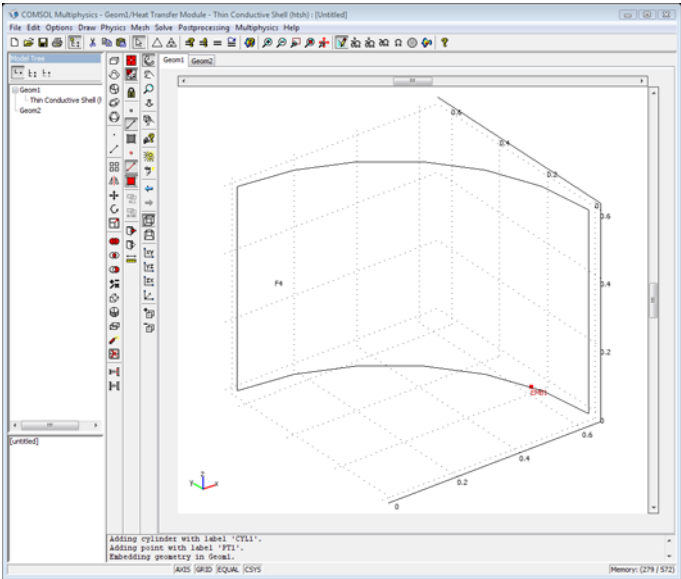 COMSOL Multiphysics - Geom1/Heat Transfer Module - Thin Conductive Shell (htsh) : [Untitled]
File Edit Options Draw Physics Mesh Solve Postprocessing Multiphysics Help
Model Tree
Geom1 Geom2
Geom1
Thin Conductive Shell (h
Geom2
0.6
0.4
0.2
0
0.6
F4
0.4
0.2
EMB1
0
0.6
[untitled]
0.4
0.2
z
y x
0
Adding cylinder with label 'CYL1'.
Adding point with label 'PT1'.
Embedding geometry in Geom1.
AXIS GRID EQUAL CSYS Memory: (279 / 572)